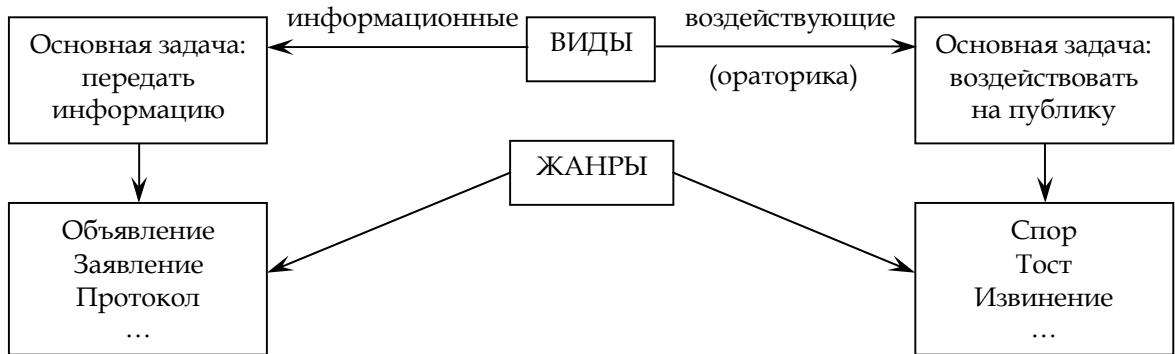 информационные
воздействующие
Основная задача:
передать
информацию
ВИДЫ
(ораторика)
Основная задача:
воздействовать
на публику
ЖАНРЫ
Объявление
Заявление
Протокол
…
Спор
Тост
Извинение
…